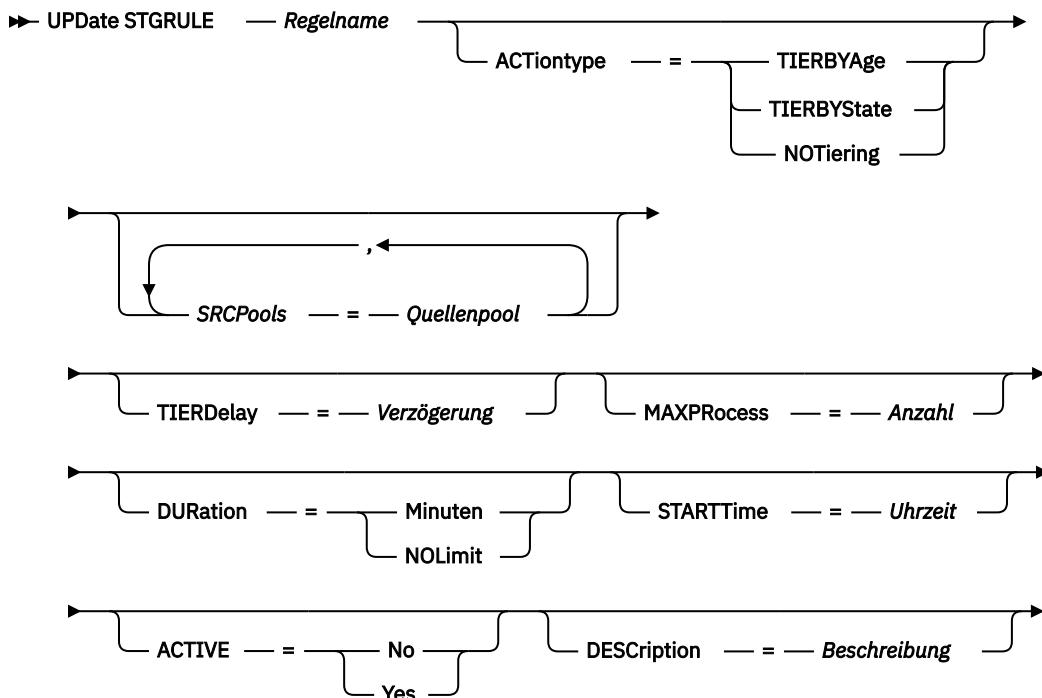 UPDate STGRULE Regelname
ACTiontype = TIERBYAge
TIERBYState
NOTiering
,
SRCPools = Quellenpool
TIERDelay = Verzögerung MAXPRocess = Anzahl
DURation = Minuten STARTTime = Uhrzeit
NOLimit
ACTIVE = No DESCription = Beschreibung
Yes